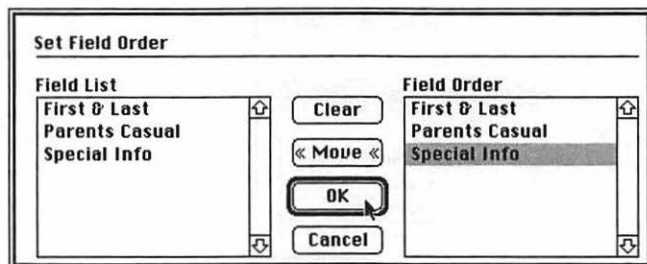 Set Field Order
Field List
First & Last
Parents Casual
Special Info
Clear
« Move «
OK
Cancel
Field Order
First & Last
Parents Casual
Special Info